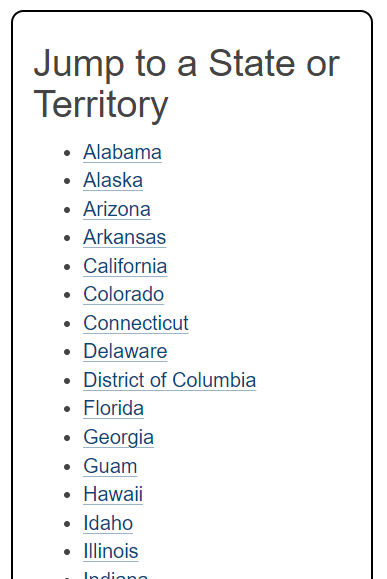 Jump to a State or
Territory
Alabama
Alaska
Arizona
Arkansas
California
Colorado
Connecticut
Delaware
District of Columbia
Florida
Georgia
Guam
Hawaii
Idaho
Illinois
Indiana